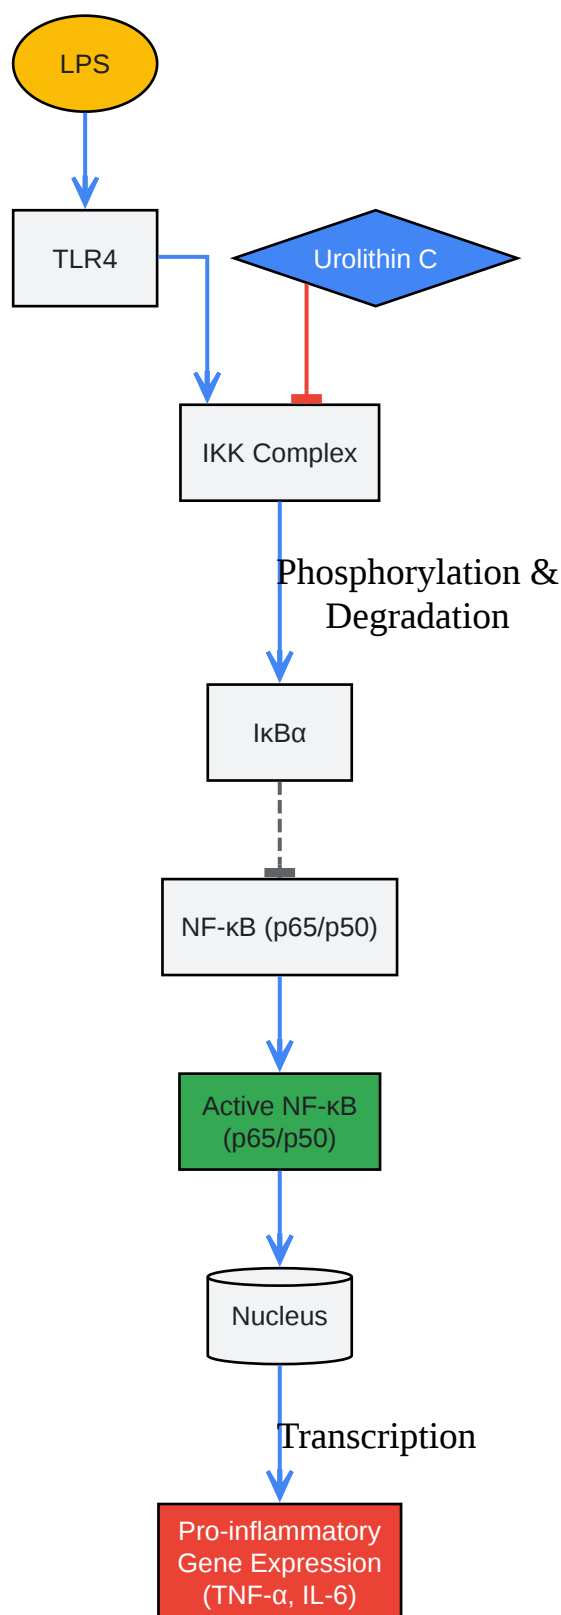 LPS
TLR4
Urolithin C
IKK Complex
Phosphorylation &
Degradation
IκBα
NF-κB (p65/p50)
Active NF-κB
(p65/p50)
Nucleus
Transcription
Pro-inflammatory
Gene Expression
(TNF-α, IL-6)